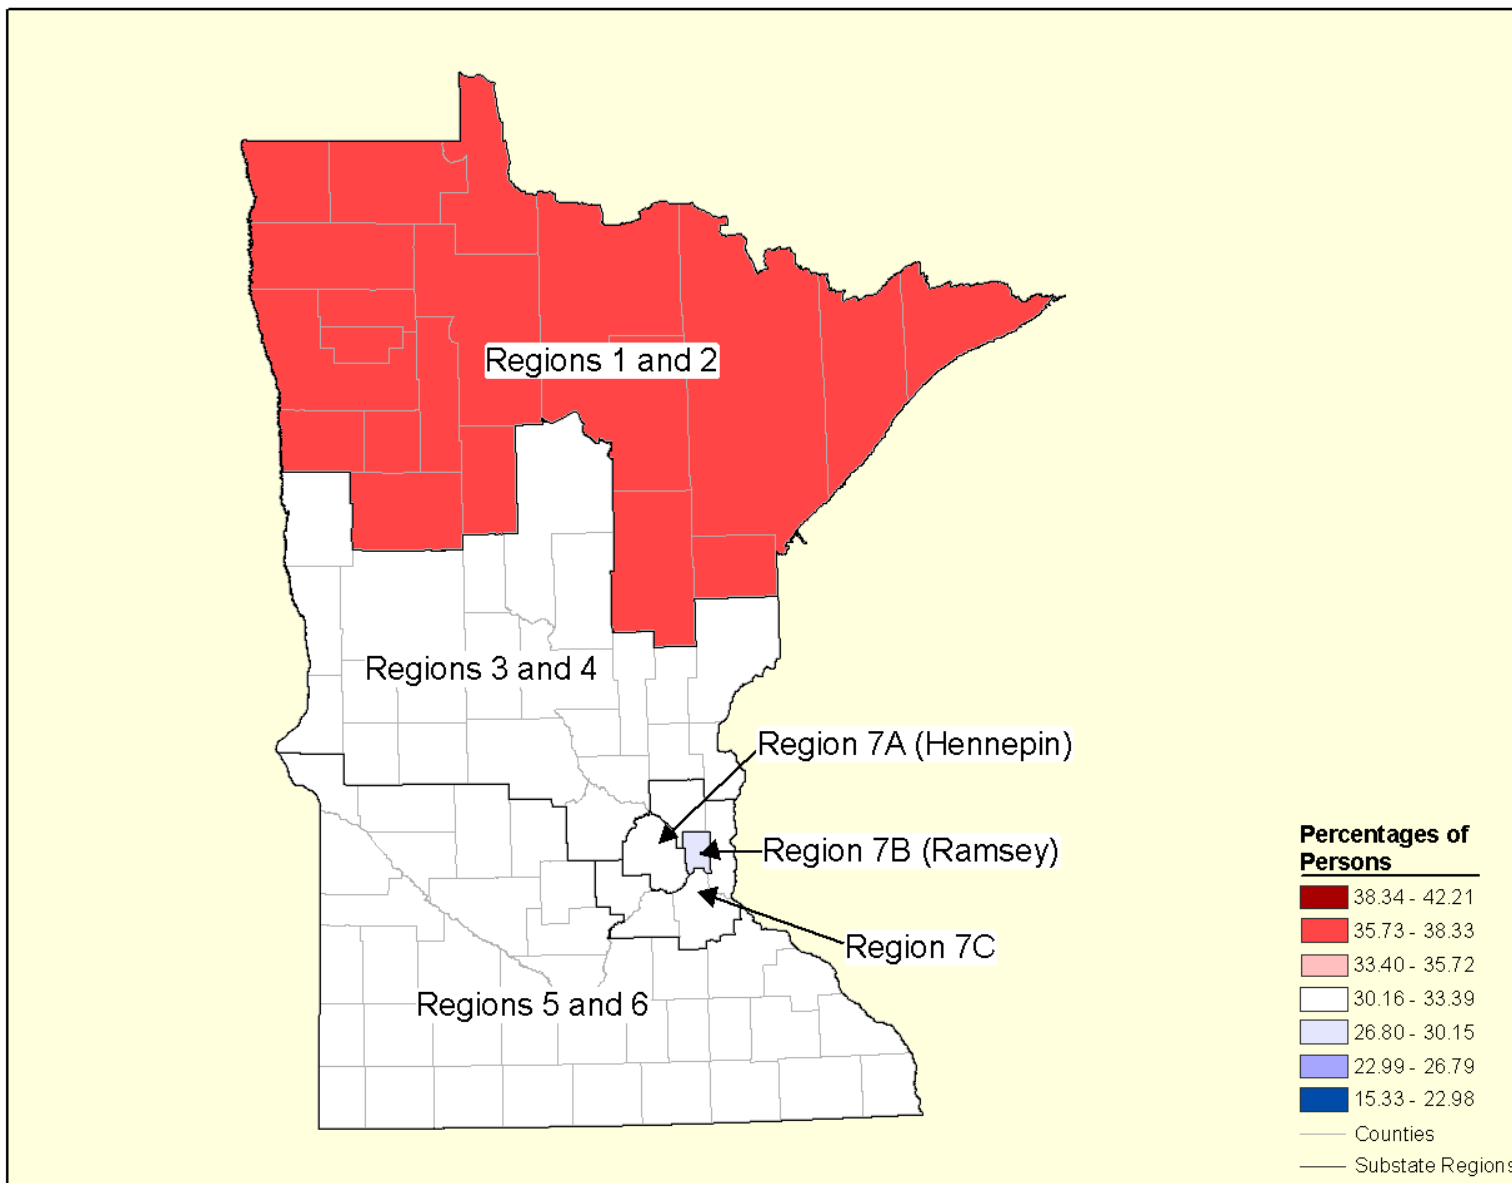 Regions 1 and 2
Regions 3 and 4
Region 7A (Hennepin)
Region 7B (Ramsey)
Region 7C
Regions 5 and 6
Percentages of
Persons
38.34 - 42.21
35.73 - 38.33
33.40 - 35.72
30.16 - 33.39
26.80 - 30.15
22.99 - 26.79
15.33 - 22.98
Counties
Substate Regions